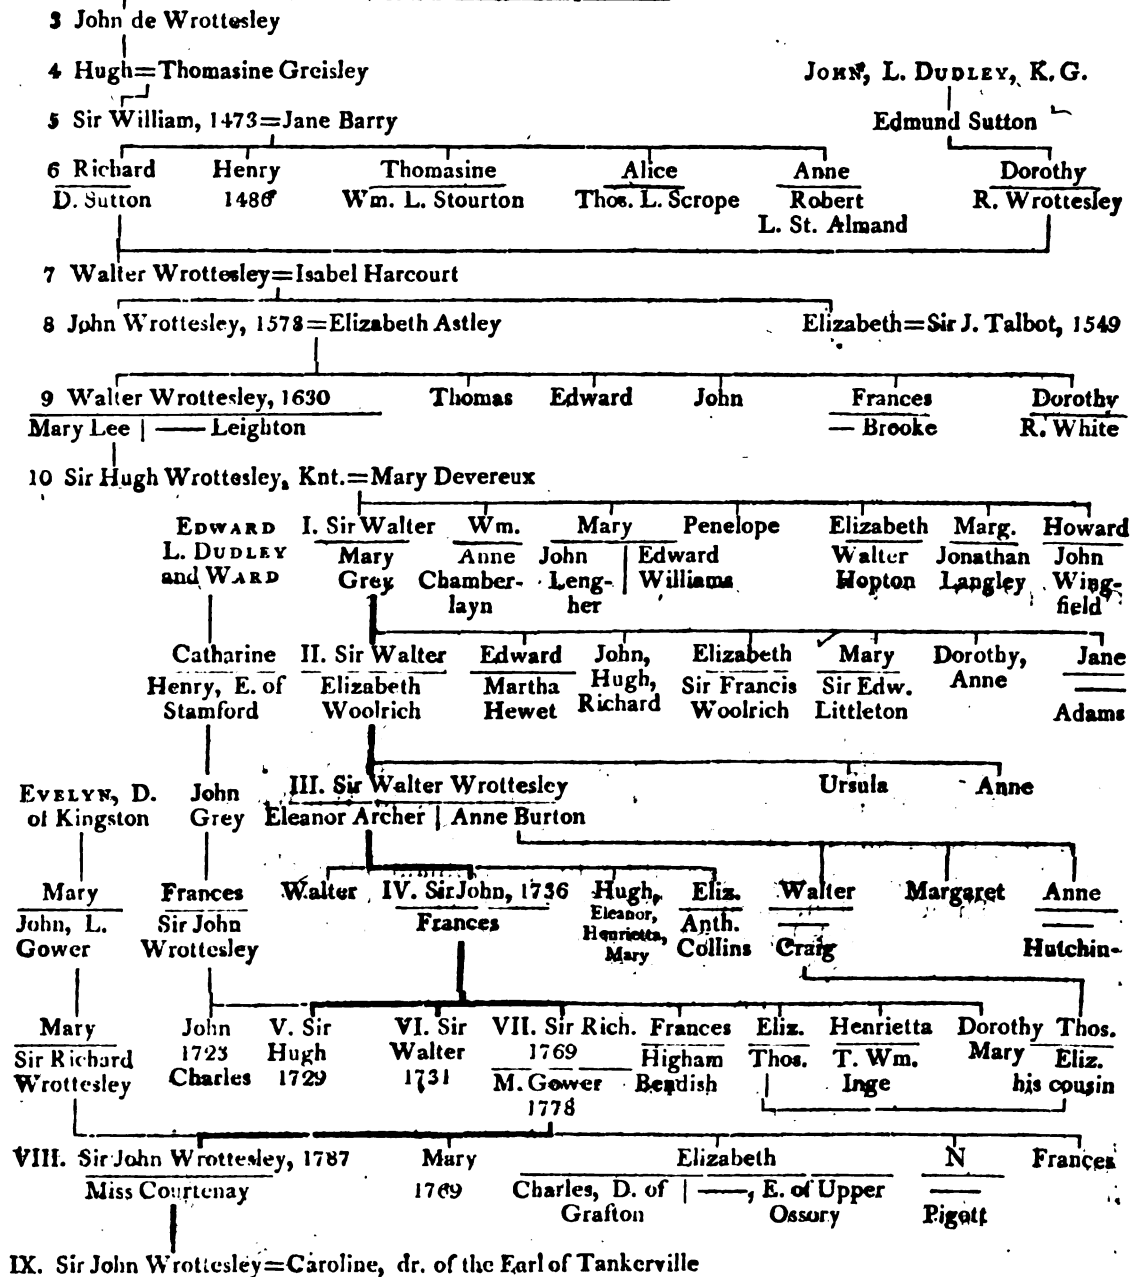 3 John de Wrottesley
4 Hugh=Thomasine Greisley JOHN, L. DUDLEY, K.G.
5 Sir William, 1473=Jane Barry Edmund Sutton
6 Richard Henry Thomasine Alice Anne Dorothy
D. Sutton 1486 Wm. L. Stourton Thos. L. Scrope Robert R. Wrottesley
L. St. Almand
7 Walter Wrottesley=Isabel Harcourt
8 John Wrottesley, 1578=Elizabeth Astley Elizabeth=Sir J. Talbot, 1549
9 Walter Wrottesley, 1630 Thomas Edward John Frances Dorothy
Mary Lee | — Leighton — Brooke R. White
10 Sir Hugh Wrottesley, Knt.=Mary Devereux
EDWARD I. Sir Walter Wm. Mary Penelope Elizabeth Marg. Howard
L. DUDLEY Mary Anne John Edward Walter Jonathan John
and WARD Grey Chamber- Leng- Williams Hopton Langley Wing-
layn her field
Catharine II. Sir Walter Edward John, Elizabeth Mary Dorothy, Jane
Henry, E. of Elizabeth Martha Hugh, Sir Francis Sir Edw. Anne ——
Stamford Woolrich Hewet Richard Woolrich Littleton Adams
EVELYN, D. John III. Sir Walter Wrottesley Ursula Anne
of Kingston Grey Eleanor Archer | Anne Burton
Mary Frances Walter IV. Sir John, 1736 Hugh, Eliz. Walter Margaret Anne
John, L. Sir John Frances Eleanor, Anth. —— ——
Gower Wrottesley Henrietta, Collins Craig Hutchin-
Mary
Mary John V. Sir VI. Sir VII. Sir Rich. Frances Eliz. Henrietta Dorothy Thos.
Sir Richard 1723 Hugh Walter 1769 Higham Thos. T. Wm. Mary Eliz.
Wrottesley Charles 1729 1731 M. Gower Bendish Inge his cousin
1778
VIII. Sir John Wrottesley, 1787 Mary Elizabeth N Frances
Miss Courtenay 1769 Charles, D. of | ——, E. of Upper ——
Grafton Ossory Pigott
IX. Sir John Wrottesley=Caroline, dr. of the Earl of Tankerville